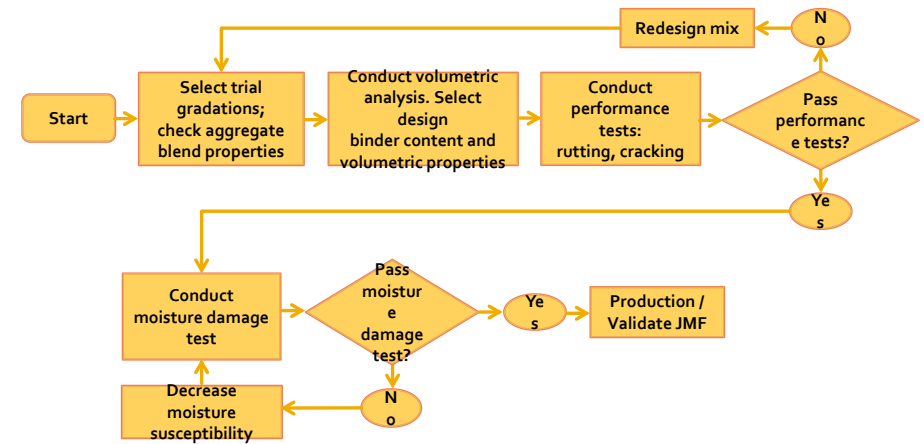 Start
Select trial
gradations;
check aggregate
blend properties
Conduct volumetric
analysis. Select
design
binder content and
volumetric properties
Conduct
performance
tests:
rutting, cracking
Pass
performanc
e tests?
N
o
Redesign mix
Ye
s
Conduct
moisture damage
test
Pass
moistur
e
damage
test?
Ye
s
Production /
Validate JMF
N
o
Decrease
moisture
susceptibility